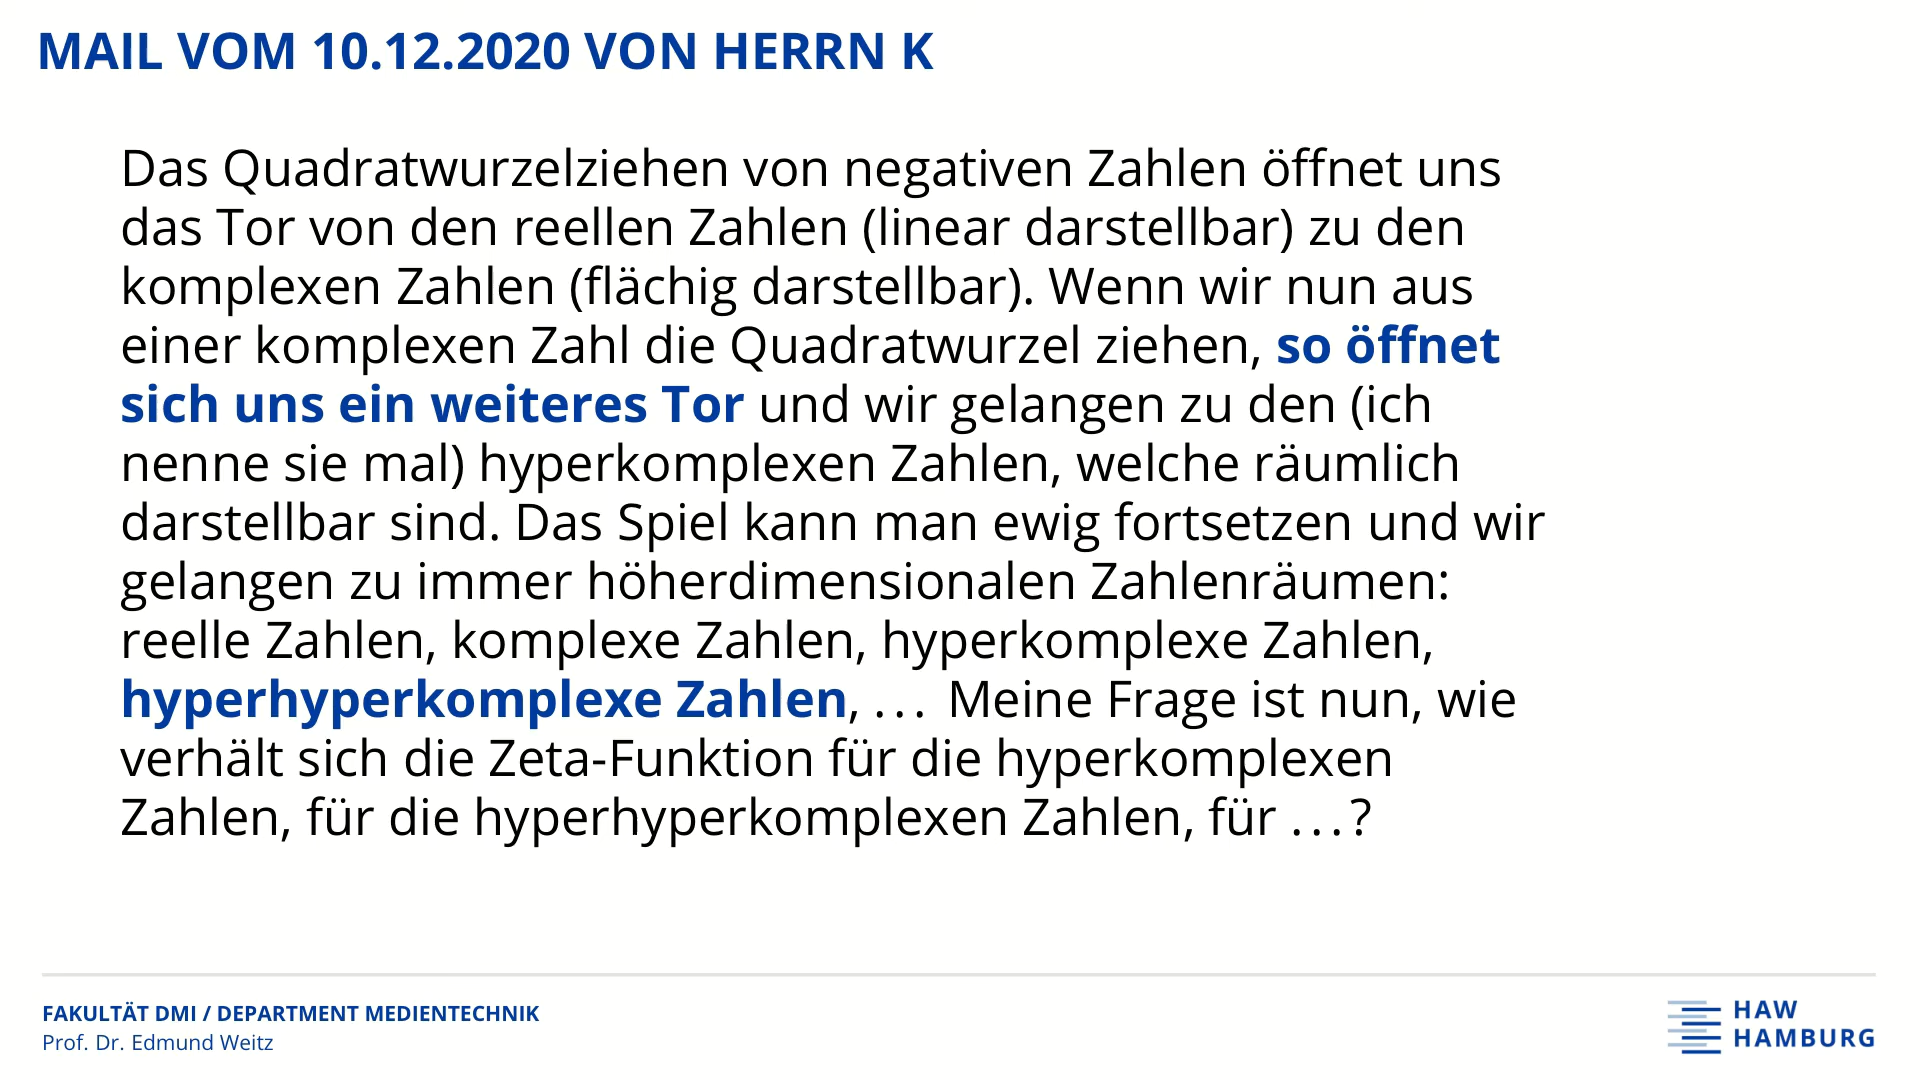 MAIL VOM 10.12.2020 VON HERRN K
Das Quadratwurzelziehen von negativen Zahlen öffnet uns
das Tor von den reellen Zahlen (linear darstellbar) zu den
komplexen Zahlen (flächig darstellbar). Wenn wir nun aus
einer komplexen Zahl die Quadratwurzel ziehen, so öffnet
sich uns ein weiteres Tor und wir gelangen zu den (ich
nenne sie mal) hyperkomplexen Zahlen, welche räumlich
darstellbar sind. Das Spiel kann man ewig fortsetzen und wir
gelangen zu immer höherdimensionalen Zahlenräumen:
reelle Zahlen, komplexe Zahlen, hyperkomplexe Zahlen,
hyperhyperkomplexe Zahlen, ... Meine Frage ist nun, wie
verhält sich die Zeta-Funktion für die hyperkomplexen
Zahlen, für die hyperhyperkomplexen Zahlen, für ...?
FAKULTÄT DMI / DEPARTMENT MEDIENTECHNIK
Prof. Dr. Edmund Weitz
HAW
HAMBURG